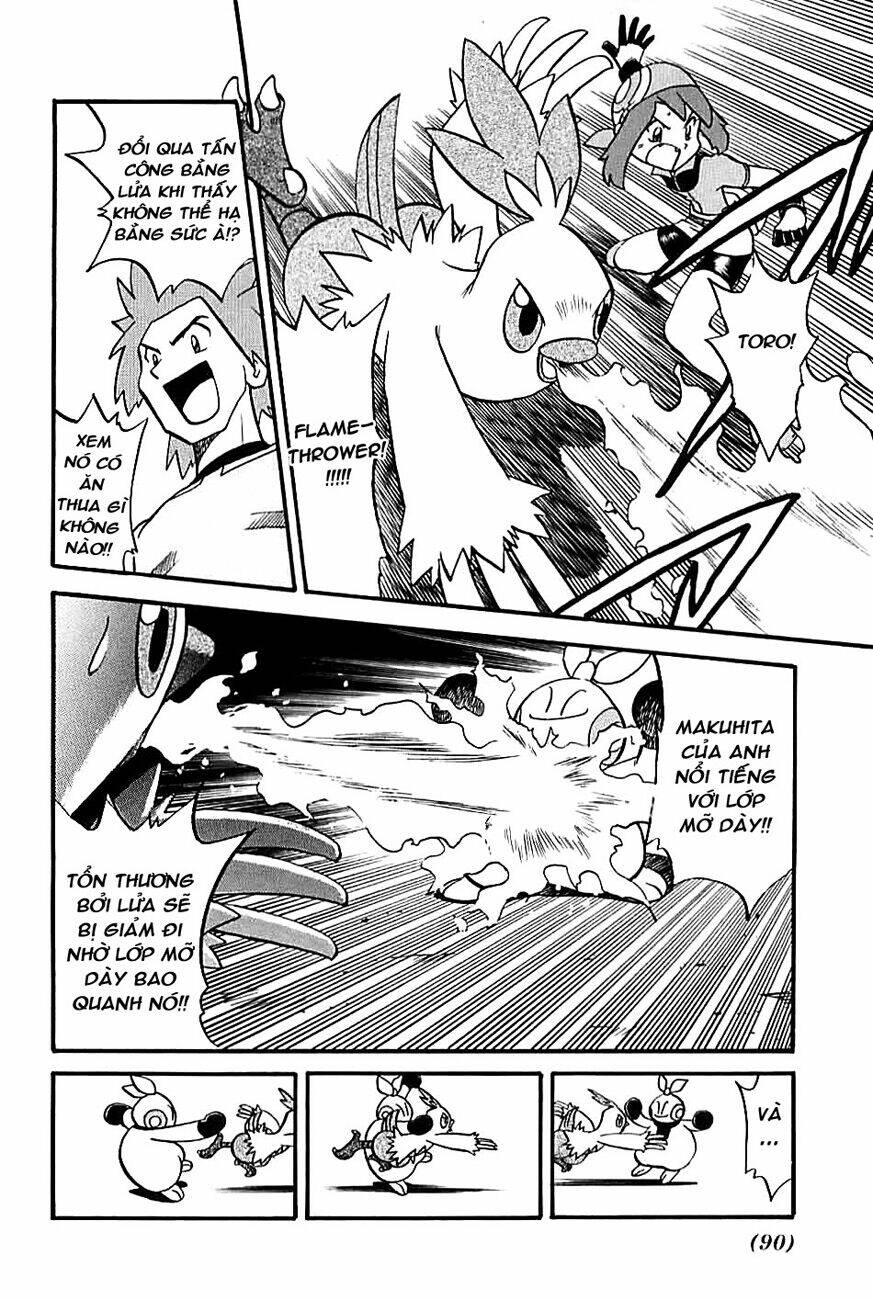 TORO!
FLAME-
THROWER!
!!!!!
ĐỔI QUA TẤN
CÔNG BẰNG
LỬA KHI THẤY
KHÔNG THỂ HẠ
BẰNG SỨC À!?
XEM
NÓ CÓ
ĂN
THUA GÌ
KHÔNG
NÀO!!
MAKUHITA
CỦA ANH
NỔI TIẾNG
VỚI LỚP
MỠ DÀY!!
TỔN THƯƠNG
BỞI LỬA SẼ
BỊ GIẢM ĐI
NHỜ LỚP MỠ
DÀY BAO
QUANH NÓ!!
VÀ
...
(90)